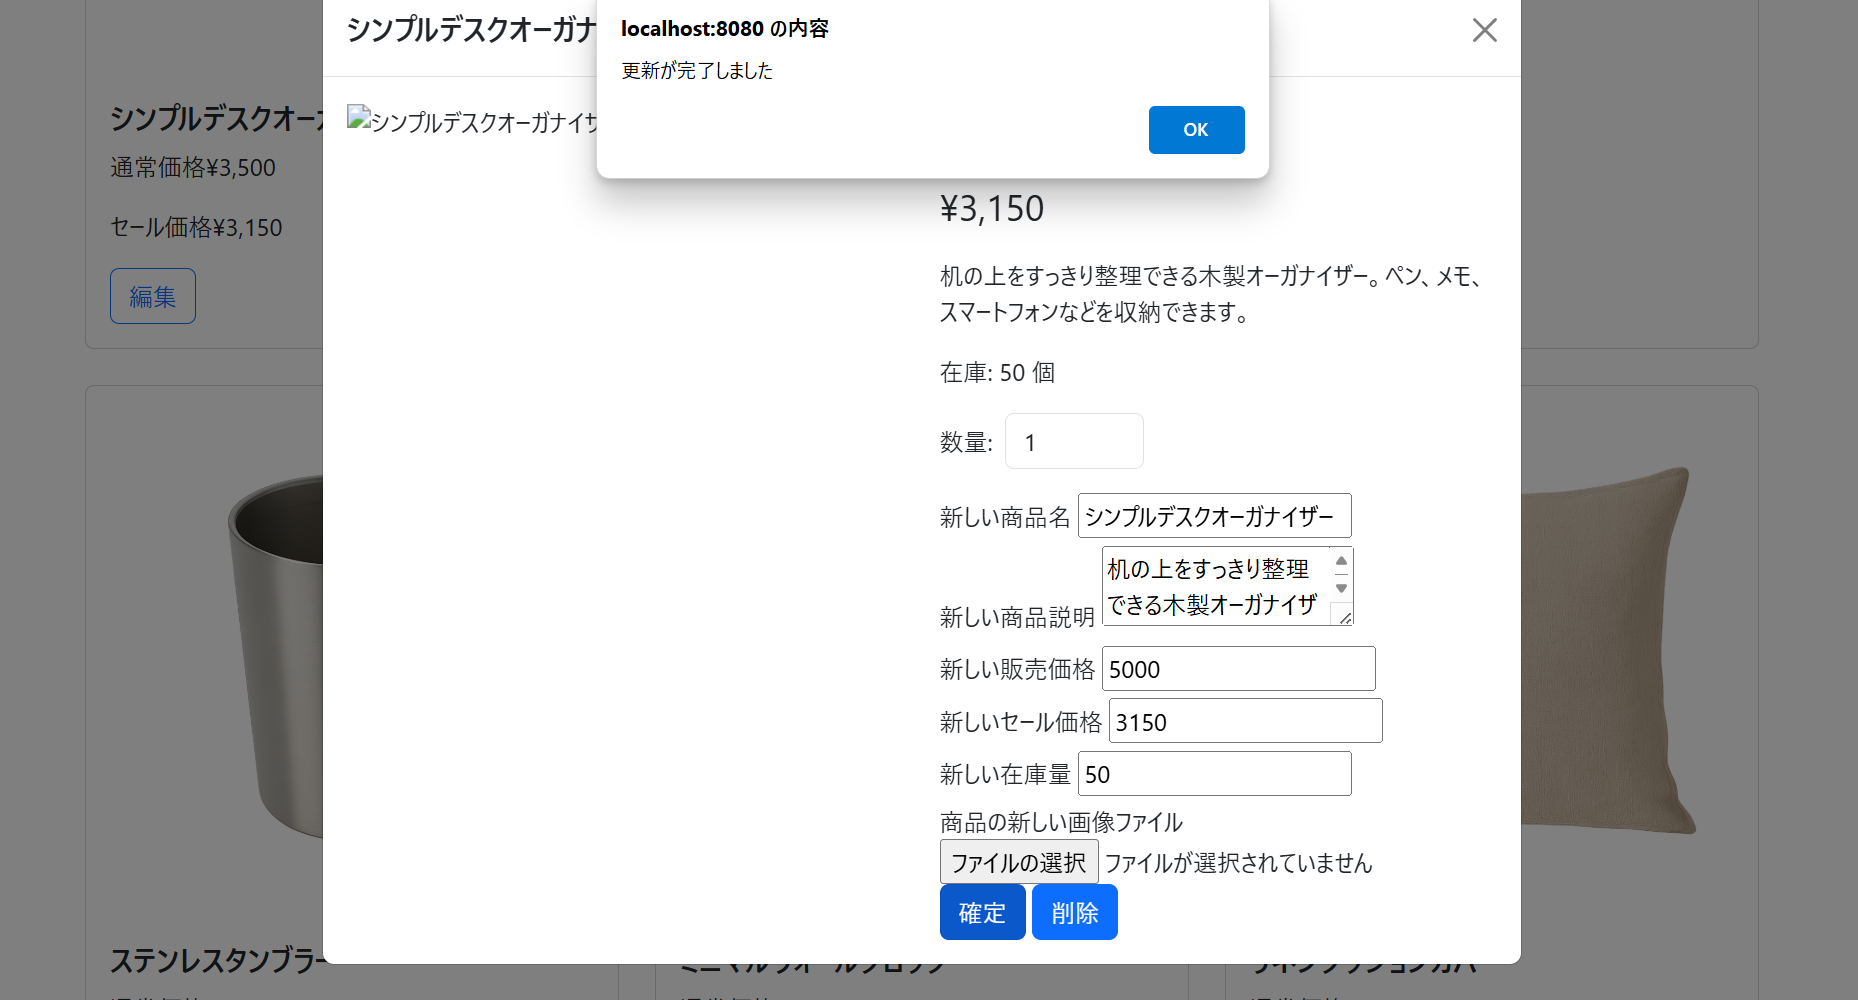 シンプルデスクオーガナ
localhost:8080 の内容
更新が完了しました
OK
シンプルデスクオーガナイザ
シンプルデスクオーガ
通常価格¥3,500
セール価格¥3,150
編集
¥3,150
机の上をすっきり整理できる木製オーガナイザー。ペン、メモ、
スマートフォンなどを収納できます。
在庫: 50 個
数量: 1
新しい商品名 シンプルデスクオーガナイザー
机の上をすっきり整理
できる木製オーガナイザ
新しい商品説明
新しい販売価格 5000
新しいセール価格 3150
新しい在庫量 50
商品の新しい画像ファイル
ファイルの選択 ファイルが選択されていません
確定 削除
ステンレスタンブラー